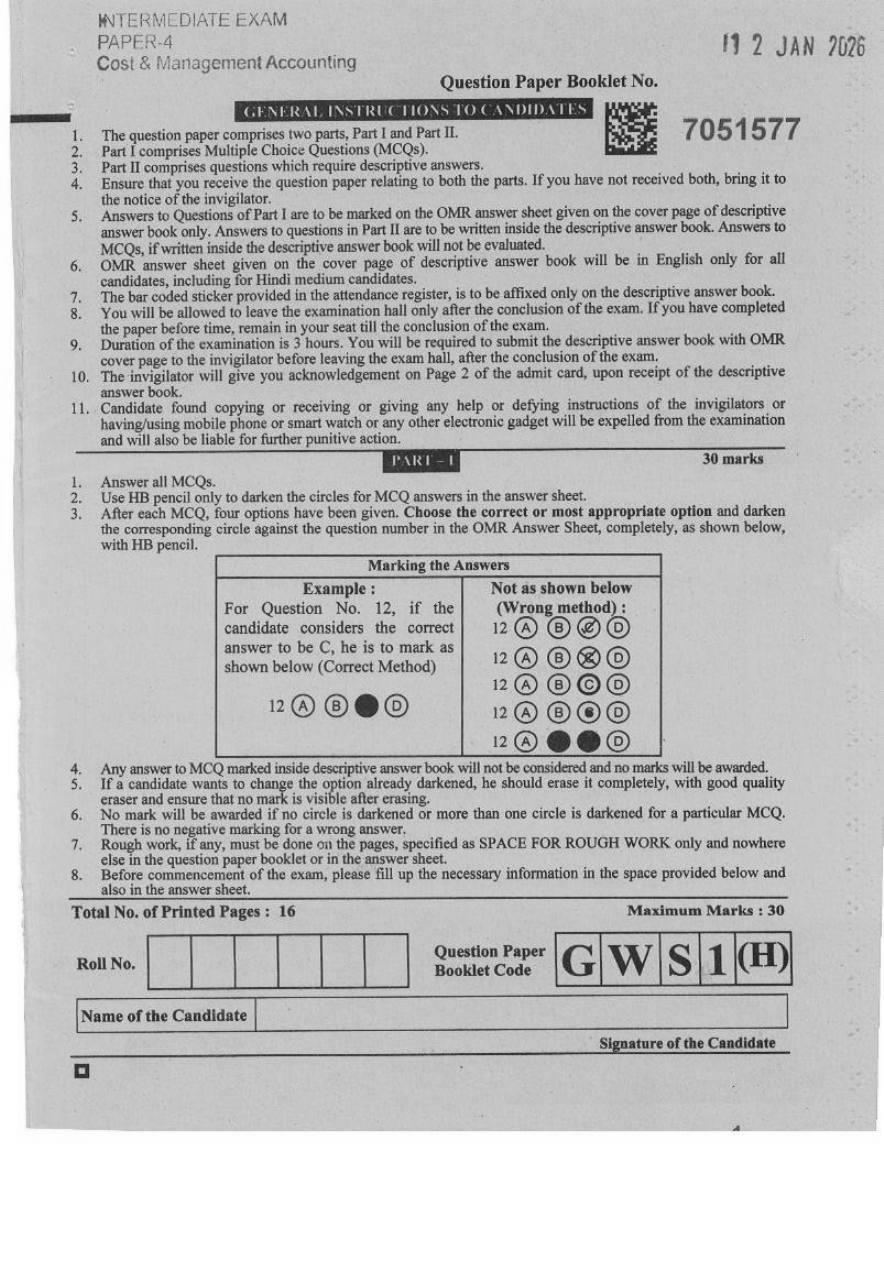 INTERMEDIATE EXAM
PAPER-4
Cost & Management Accounting
12 JAN 2026
Question Paper Booklet No.
GENERAL INSTRUCTIONS TO CANDIDATES
7051577
1. The question paper comprises two parts, Part I and Part II.
2. Part I comprises Multiple Choice Questions (MCQs).
3. Part II comprises questions which require descriptive answers.
4. Ensure that you receive the question paper relating to both the parts. If you have not received both, bring it to
the notice of the invigilator.
5. Answers to Questions of Part I are to be marked on the OMR answer sheet given on the cover page of descriptive
answer book only. Answers to questions in Part II are to be written inside the descriptive answer book. Answers to
MCQs, if written inside the descriptive answer book will not be evaluated.
6. OMR answer sheet given on the cover page of descriptive answer book will be in English only for all
candidates, including for Hindi medium candidates.
7. The bar coded sticker provided in the attendance register, is to be affixed only on the descriptive answer book.
8. You will be allowed to leave the examination hall only after the conclusion of the exam. If you have completed
the paper before time, remain in your seat till the conclusion of the exam.
9. Duration of the examination is 3 hours. You will be required to submit the descriptive answer book with OMR
cover page to the invigilator before leaving the exam hall, after the conclusion of the exam.
10. The invigilator will give you acknowledgement on Page 2 of the admit card, upon receipt of the descriptive
answer book.
11. Candidate found copying or receiving or giving any help or defying instructions of the invigilators or
having/using mobile phone or smart watch or any other electronic gadget will be expelled from the examination
and will also be liable for further punitive action.
PART – I
30 marks
1. Answer all MCQs.
2. Use HB pencil only to darken the circles for MCQ answers in the answer sheet.
3. After each MCQ, four options have been given. Choose the correct or most appropriate option and darken
the corresponding circle against the question number in the OMR Answer Sheet, completely, as shown below,
with HB pencil.
Marking the Answers
Example :
For Question No. 12, if the
candidate considers the correct
answer to be C, he is to mark as
shown below (Correct Method)
12 A B D
Not as shown below
(Wrong method) :
12 A B C D
12 A B C D
12 A B C D
12 A B D
12 A D
4. Any answer to MCQ marked inside descriptive answer book will not be considered and no marks will be awarded.
5. If a candidate wants to change the option already darkened, he should erase it completely, with good quality
eraser and ensure that no mark is visible after erasing.
6. No mark will be awarded if no circle is darkened or more than one circle is darkened for a particular MCQ.
There is no negative marking for a wrong answer.
7. Rough work, if any, must be done on the pages, specified as SPACE FOR ROUGH WORK only and nowhere
else in the question paper booklet or in the answer sheet.
8. Before commencement of the exam, please fill up the necessary information in the space provided below and
also in the answer sheet.
Total No. of Printed Pages : 16
Maximum Marks : 30
Roll No.
Question Paper
Booklet Code
G W S 1 (H)
Name of the Candidate
Signature of the Candidate